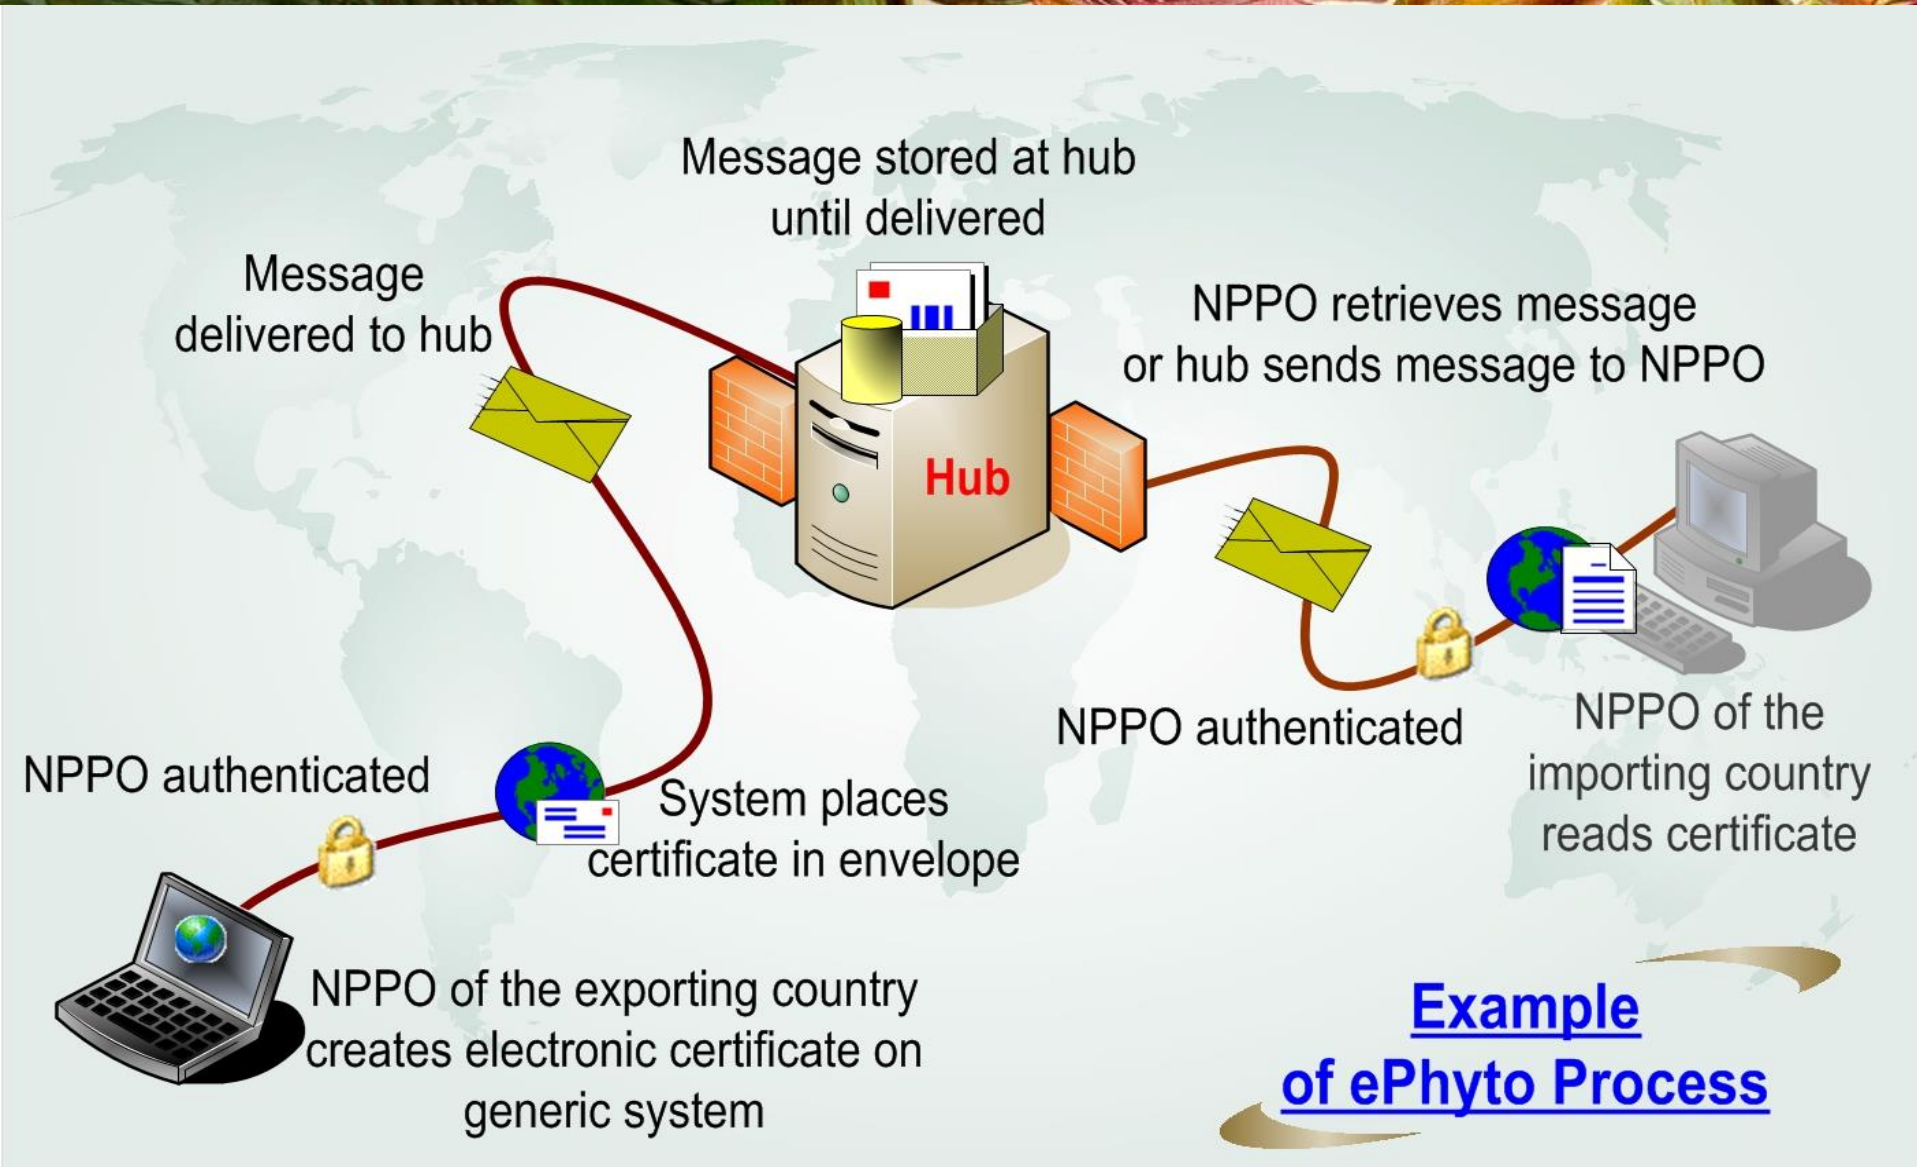 NPPO of the exporting country
creates electronic certificate on
generic system
NPPO authenticated
System places
certificate in envelope
Message
delivered to hub
Message stored at hub
until delivered
Hub
NPPO retrieves message
or hub sends message to NPPO
NPPO authenticated
NPPO of the
importing country
reads certificate
Example
of ePhyto Process